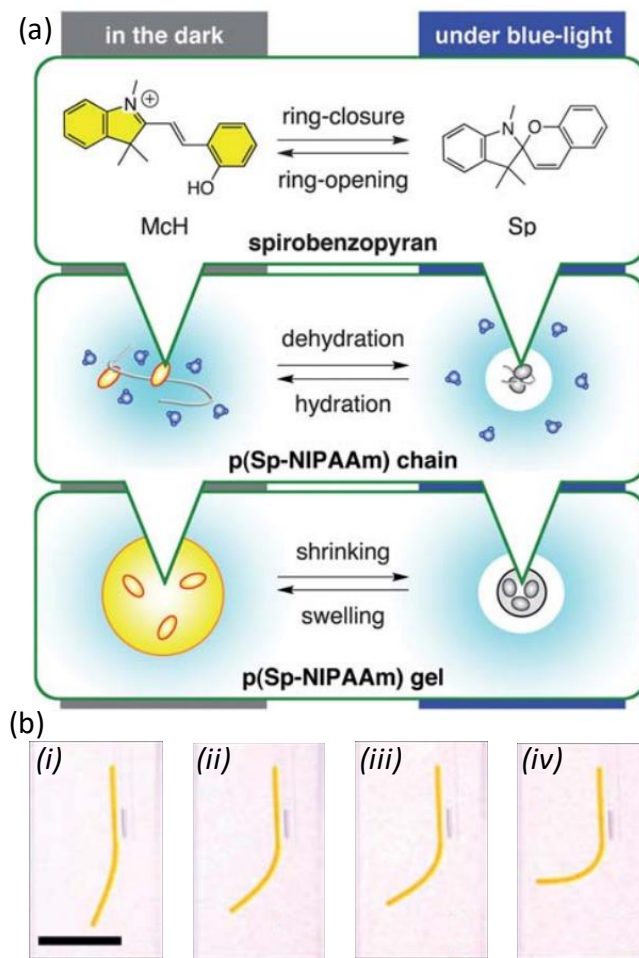 (a)
in the dark
under blue-light
N
+
HO
McH
ring-closure
ring-opening
spirobenzopyran
N
O
Sp
dehydration
hydration
p(Sp-NIPAAm) chain
shrinking
swelling
p(Sp-NIPAAm) gel
(b)
(i)
(ii)
(iii)
(iv)